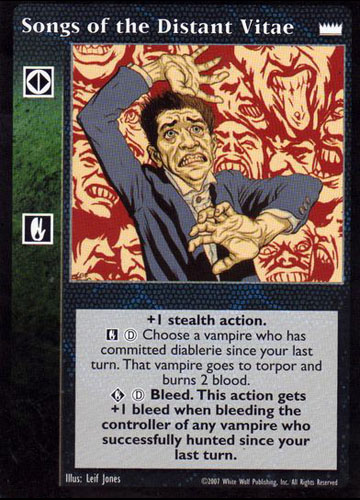 Songs of the Distant Vitae
+1 stealth action.
Ⓓ Choose a vampire who has
committed diablerie since your last
turn. That vampire goes to torpor and
burns 2 blood.
Ⓓ Bleed. This action gets
+1 bleed when bleeding the
controller of any vampire who
successfully hunted since your
last turn.
Illus: Leif Jones
©2007 White Wolf Publishing, Inc. All Rights Reserved